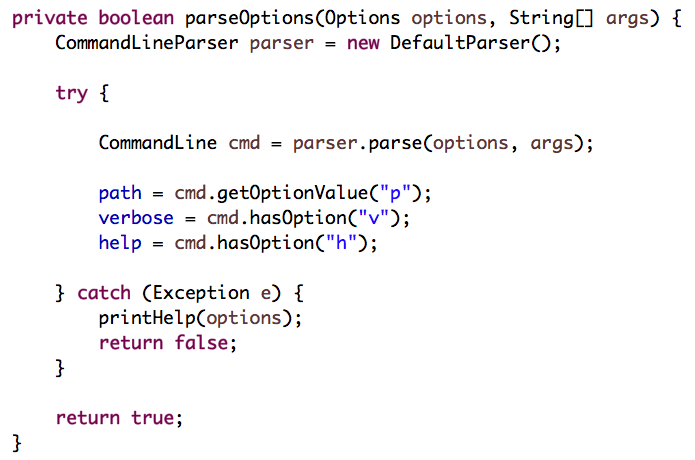 private boolean parseOptions(Options options, String[] args) {
    CommandLineParser parser = new DefaultParser();

    try {

        CommandLine cmd = parser.parse(options, args);

        path = cmd.getOptionValue("p");
        verbose = cmd.hasOption("v");
        help = cmd.hasOption("h");

    } catch (Exception e) {
        printHelp(options);
        return false;
    }

    return true;
}